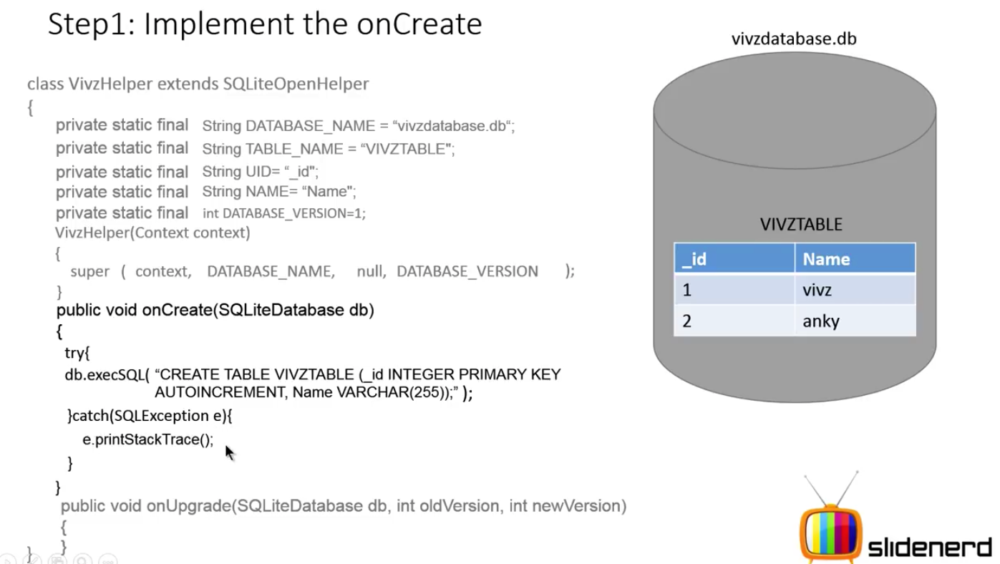 Step1: Implement the onCreate
class VivzHelper extends SQLiteOpenHelper
{
private static final String DATABASE_NAME = “vivzdatabase.db“;
private static final String TABLE_NAME = “VIVZTABLE";
private static final String UID= “_id";
private static final String NAME= “Name";
private static final int DATABASE_VERSION=1;
VivzHelper(Context context)
{
super ( context, DATABASE_NAME, null, DATABASE_VERSION );
}
public void onCreate(SQLiteDatabase db)
{
try{
db.execSQL( “CREATE TABLE VIVZTABLE (_id INTEGER PRIMARY KEY
AUTOINCREMENT, Name VARCHAR(255));” );
}catch(SQLException e){
e.printStackTrace();
}
}
public void onUpgrade(SQLiteDatabase db, int oldVersion, int newVersion)
{
}
}
vivzdatabase.db
VIVZTABLE
_id Name
1 vivz
2 anky
slidenerd